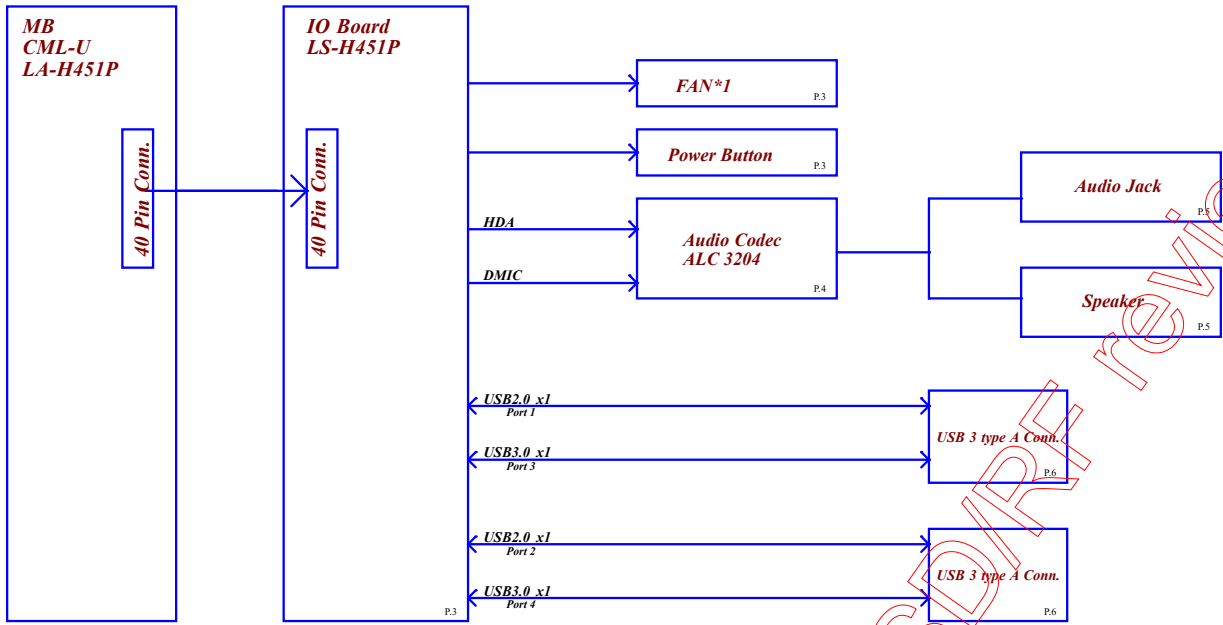 MB
CML-U
LA-H451P
40 Pin Conn.
IO Board
LS-H451P
40 Pin Conn.
P.3
FAN*1
P.3
Power Button
P.3
HDA
DMIC
Audio Codec
ALC 3204
P.4
Audio Jack
P.5
Speaker
P.5
USB2.0 x1
Port 1
USB3.0 x1
Port 3
USB 3 type A Conn.
P.6
USB2.0 x1
Port 2
USB3.0 x1
Port 4
USB 3 type A Conn.
P.6